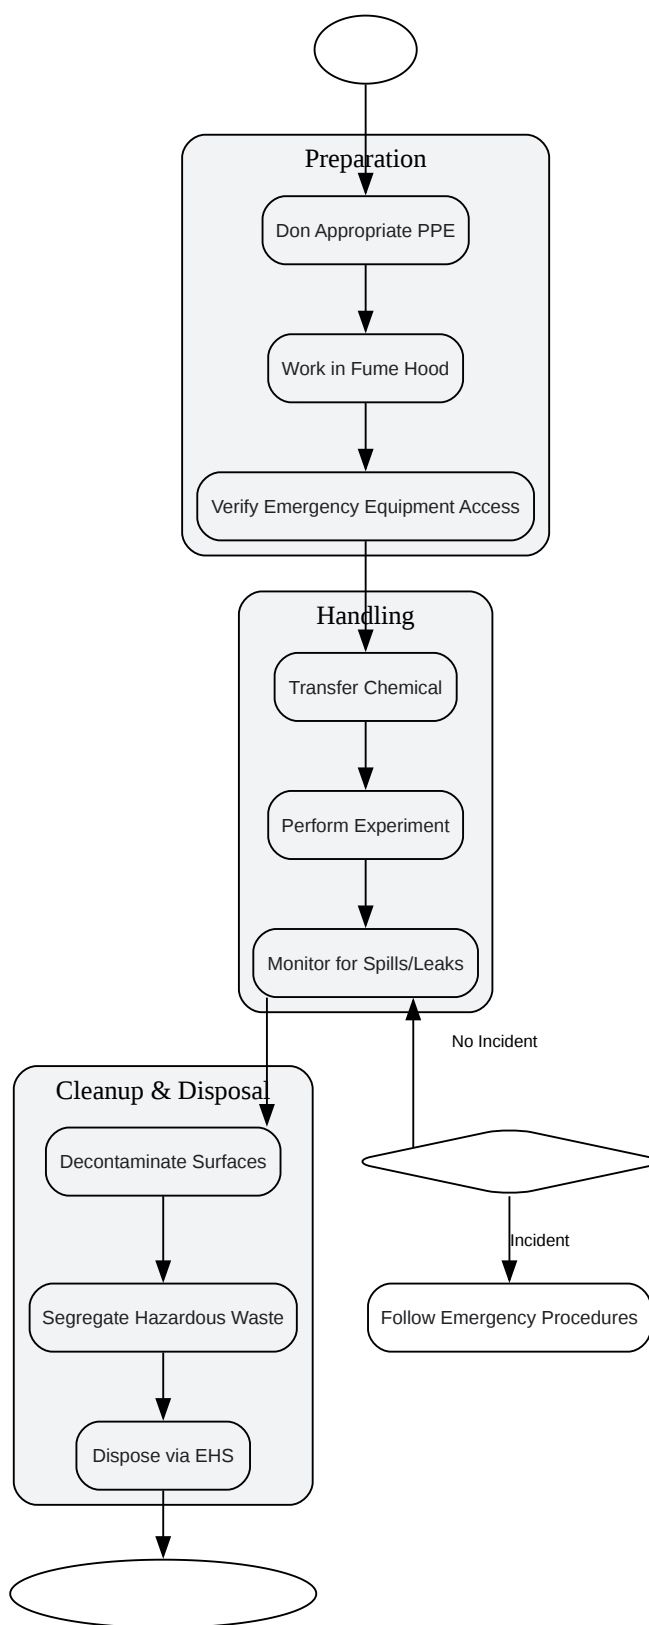 Preparation
Don Appropriate PPE
Work in Fume Hood
Verify Emergency Equipment Access
Handling
Transfer Chemical
Perform Experiment
Monitor for Spills/Leaks
No Incident
Cleanup & Disposal
Decontaminate Surfaces
Incident
Segregate Hazardous Waste
Follow Emergency Procedures
Dispose via EHS